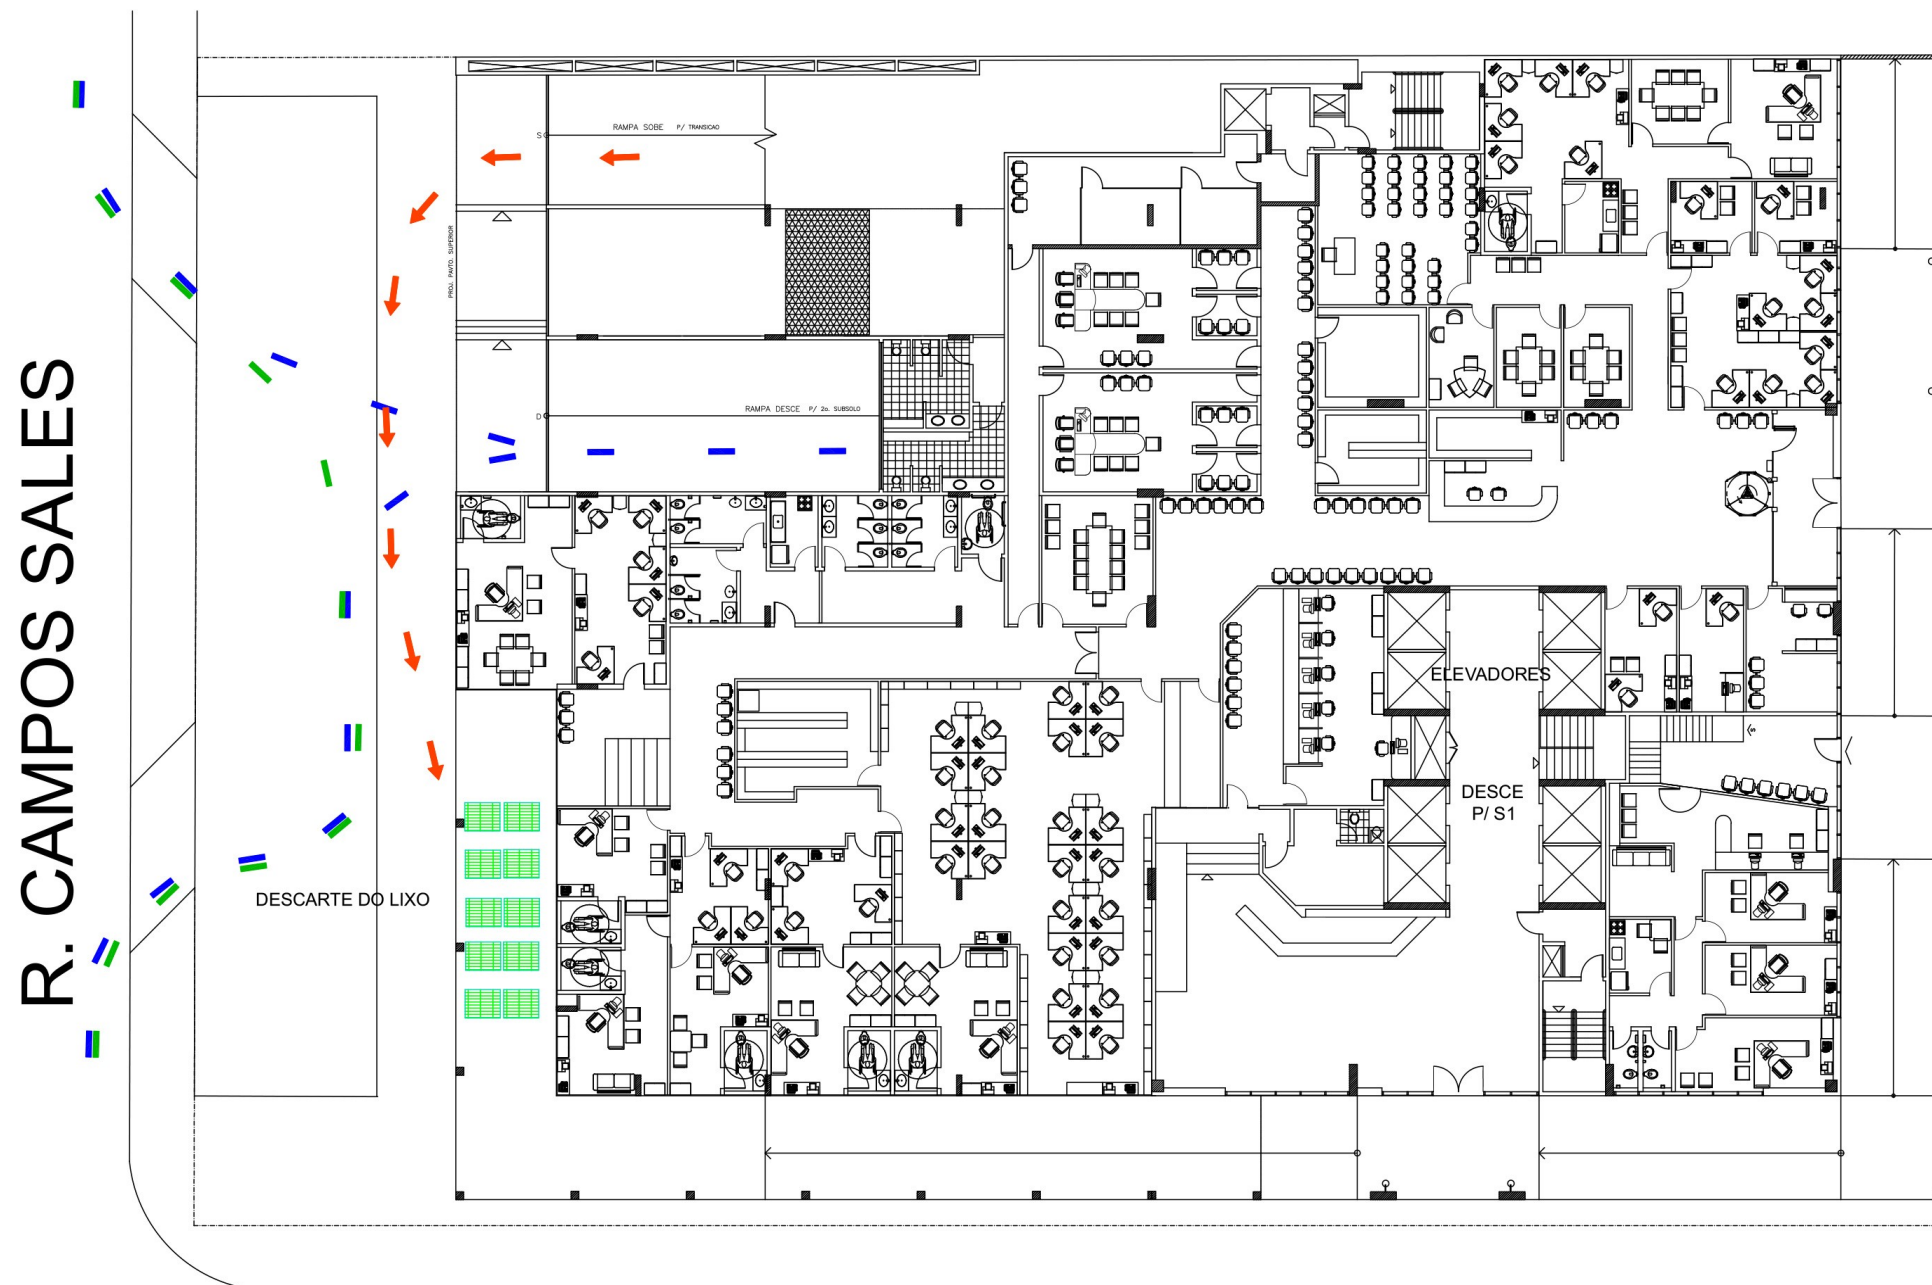 R. CAMPOS SALES
S
RAMPA SOBE P/ TRANSICAO
PROJ. PAVTO. SUPERIOR
D
RAMPA DESCE P/ 2o. SUBSOLO
ELEVADORES
S
DESCE
P/ S1
DESCARTE DO LIXO